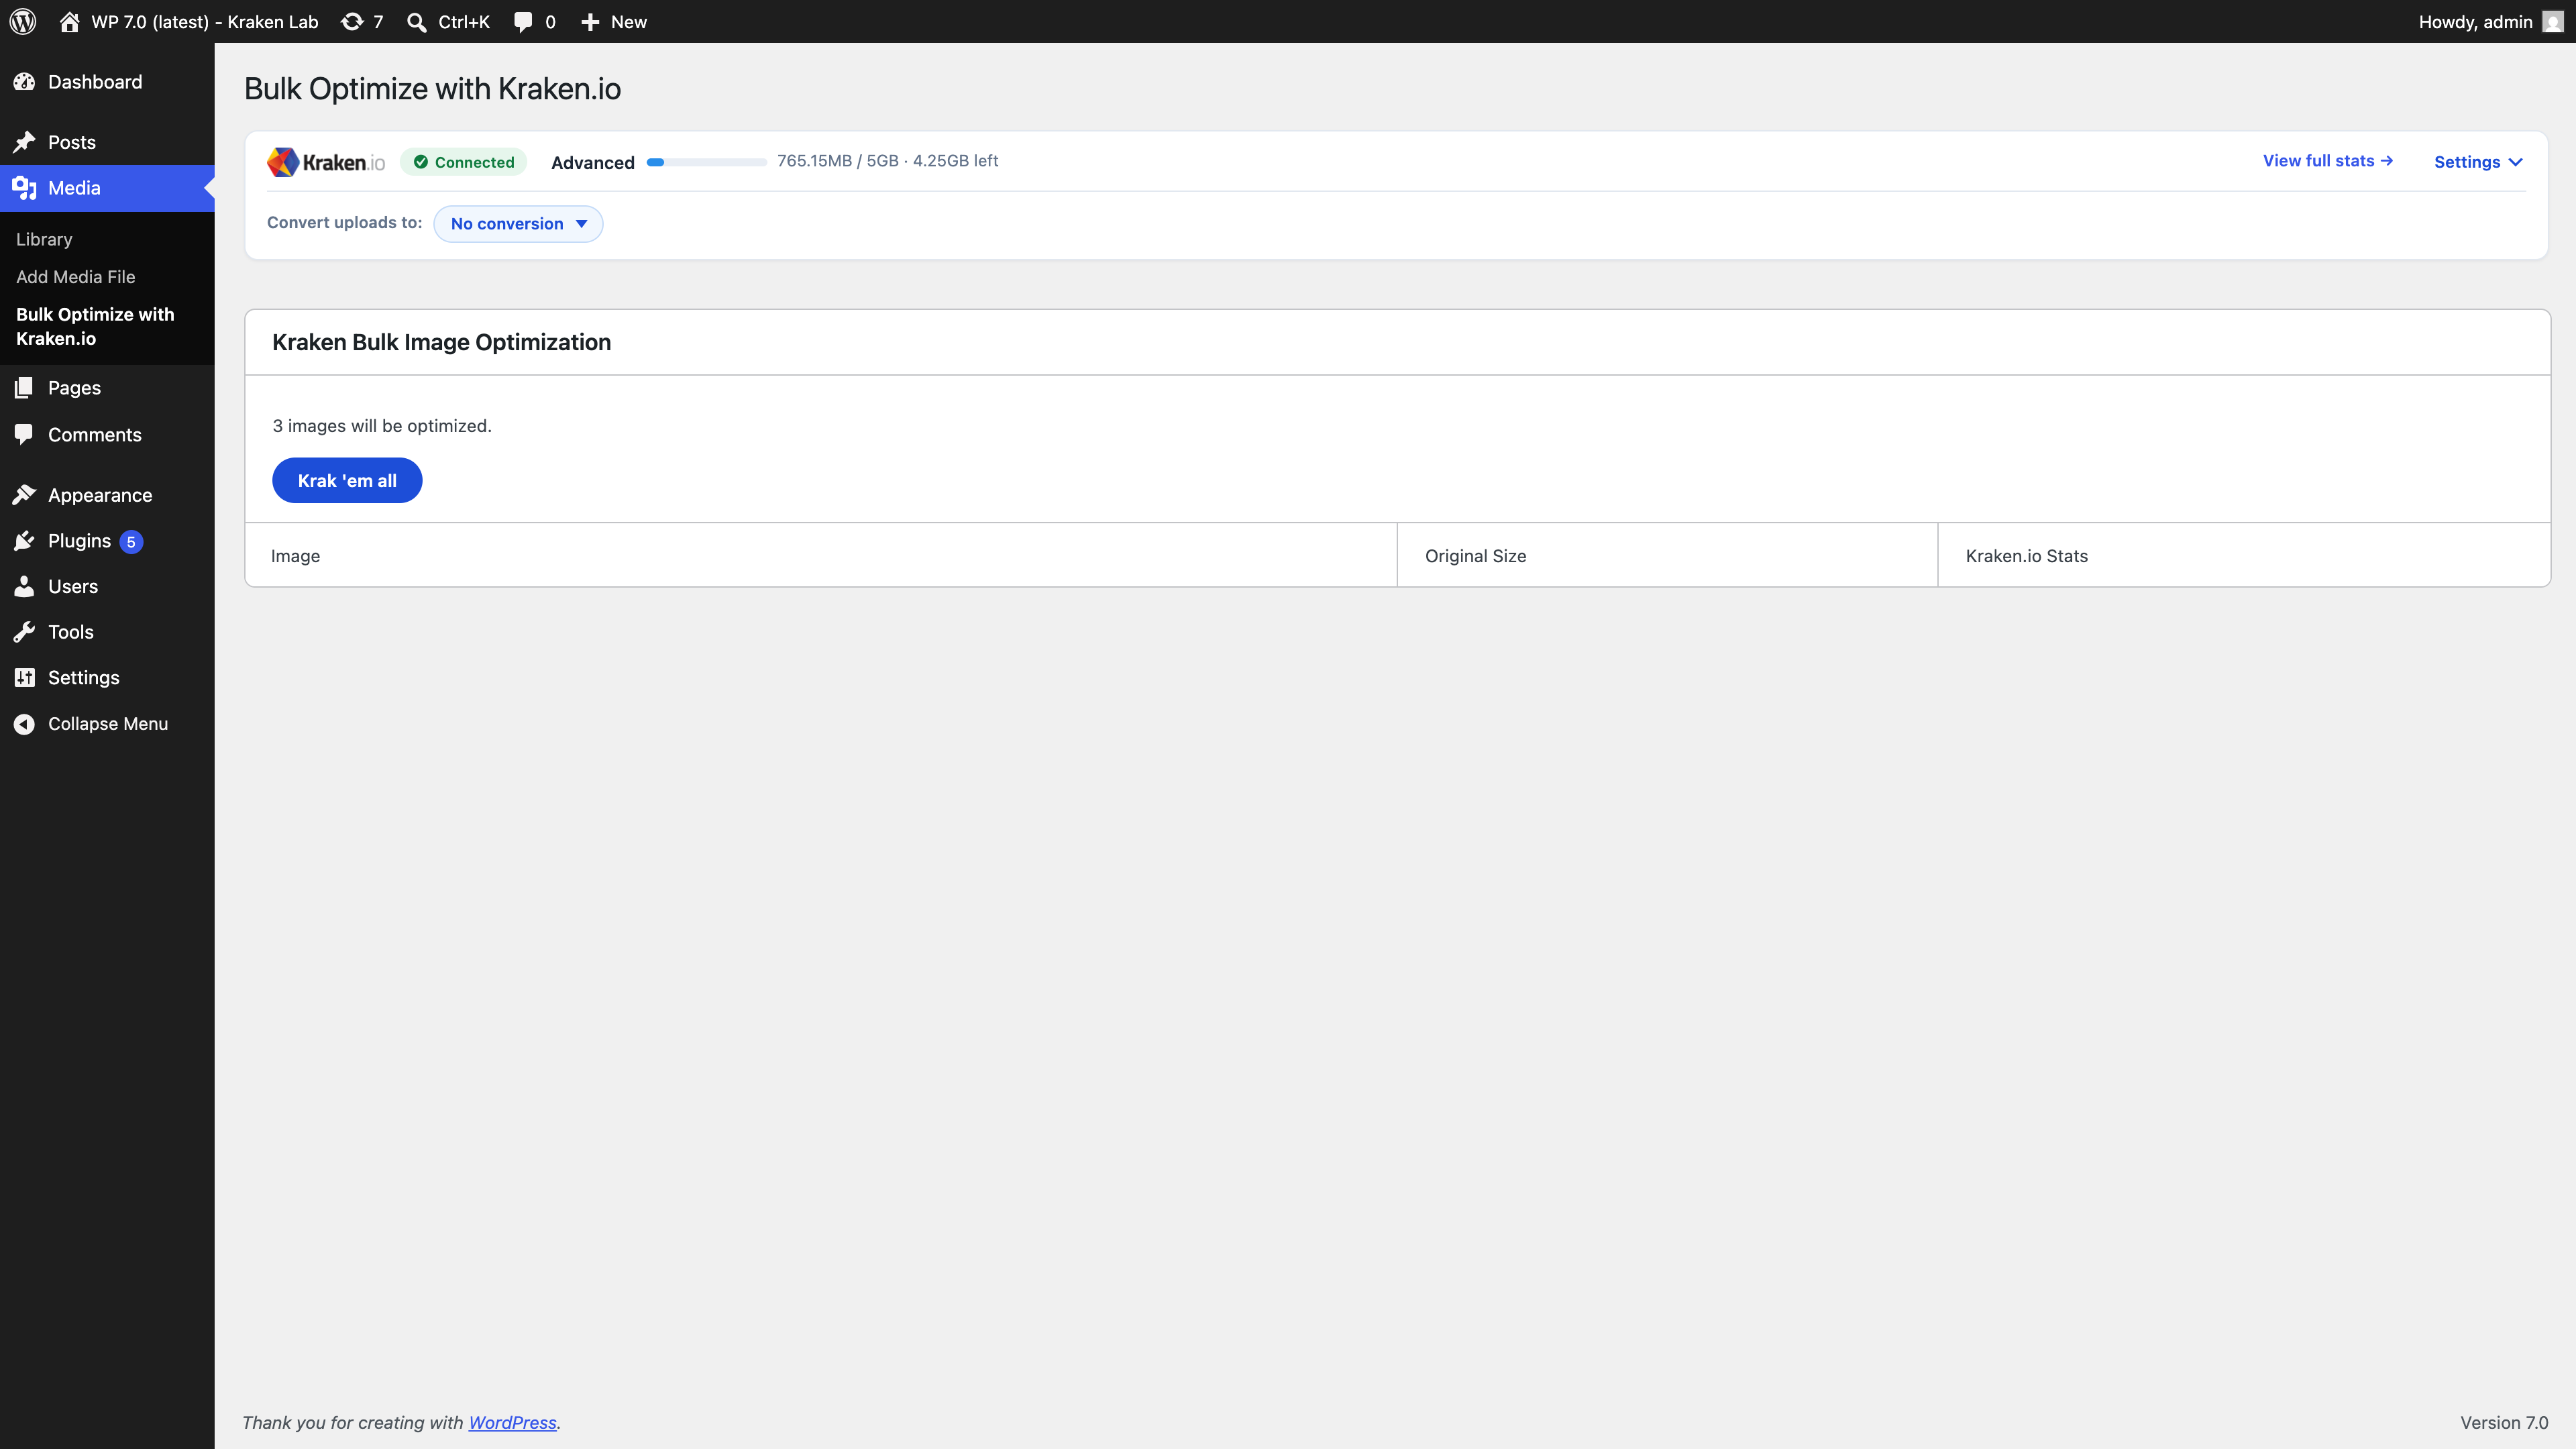 WP 7.0 (latest) - Kraken Lab 7 Ctrl+K 0 New Howdy, admin
Dashboard
Posts
Media
Library
Add Media File
Bulk Optimize with
Kraken.io
Pages
Comments
Appearance
Plugins 5
Users
Tools
Settings
Collapse Menu
Bulk Optimize with Kraken.io
Kraken.io Connected Advanced 765.15MB / 5GB · 4.25GB left View full stats → Settings
Convert uploads to: No conversion
Kraken Bulk Image Optimization
3 images will be optimized.
Krak 'em all
Image Original Size Kraken.io Stats
Thank you for creating with WordPress. Version 7.0